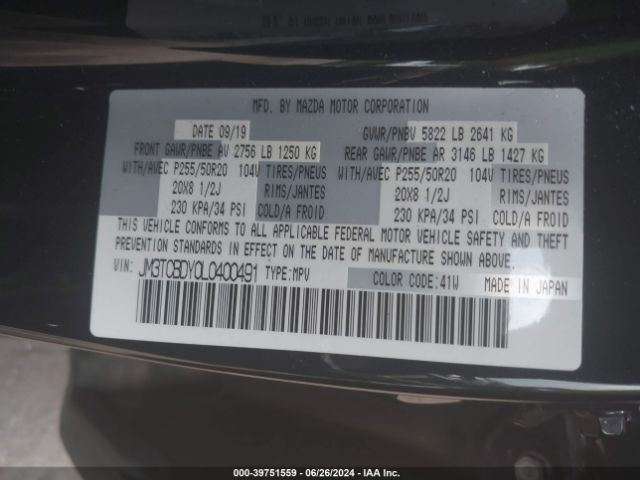 MFD. BY MAZDA MOTOR CORPORATION
DATE 09/19 GVWR/PNBV 5822 LB 2641 KG
FRONT GAWR/PNBE AV 2756 LB 1250 KG REAR GAWR/PNBE AR 3146 LB 1427 KG
WITH/AVEC P255/50R20 104V TIRES/PNEUS WITH/AVEC P255/50R20 104V TIRES/PNEUS
20X8 1/2J RIMS/JANTES 20X8 1/2J RIMS/JANTES
230 KPA/34 PSI COLD/A FROID 230 KPA/34 PSI COLD/A FROID
THIS VEHICLE CONFORMS TO ALL APPLICABLE FEDERAL MOTOR VEHICLE SAFETY AND THEFT
PREVENTION STANDARDS IN EFFECT ON THE DATE OF MANUFACTURE SHOWN ABOVE.
VIN: JM3TCBDY0L0400491 TYPE:MPV COLOR CODE:41W MADE IN JAPAN
000-39751559 - 06/26/2024 - IAA Inc.